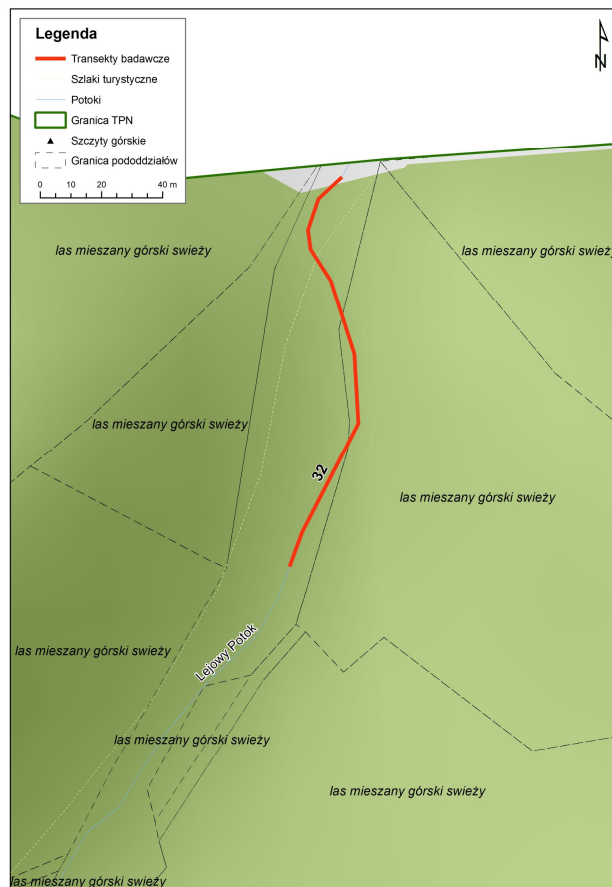 Legenda
Transekty badawcze
Szlaki turystyczne
Potoki
Granica TPN
Szczyty górskie
Granica pododdziałów
0 10 20 40 m
N
las mieszany górski swieży
las mieszany górski swieży
las mieszany górski swieży
32
las mieszany górski swieży
Lejowy Potok
las mieszany górski swieży
las mieszany górski swieży
las mieszany górski swieży
las mieszany górski swieży